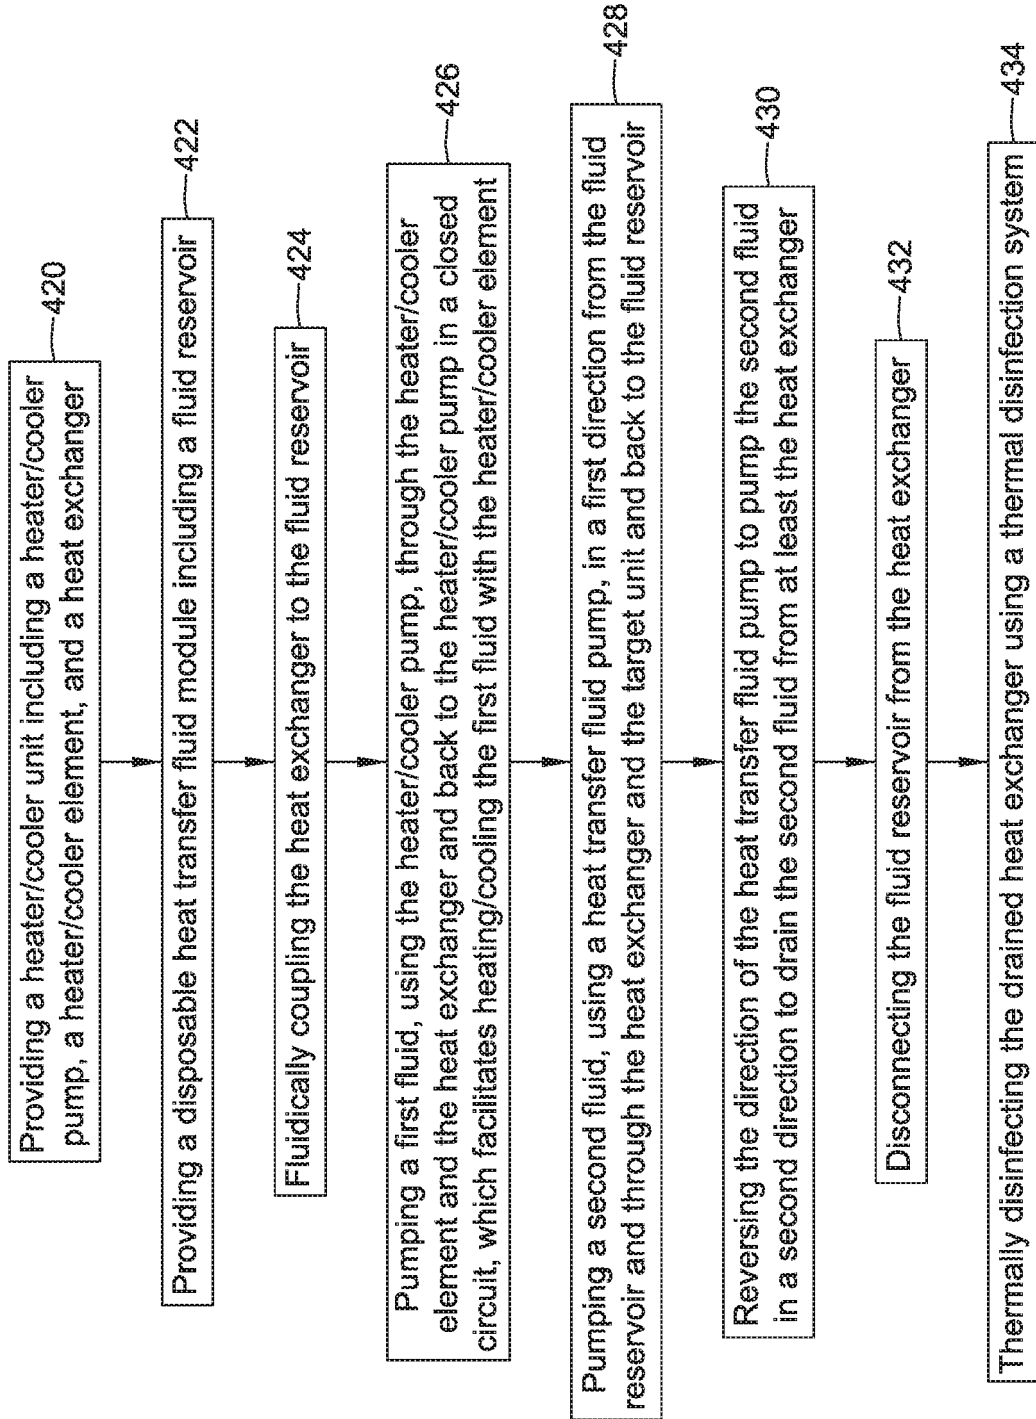 Providing a heater/cooler unit including a heater/cooler
pump, a heater/cooler element, and a heat exchanger
420
Providing a disposable heat transfer fluid module including a fluid reservoir
422
Fluidically coupling the heat exchanger to the fluid reservoir
424
Pumping a first fluid, using the heater/cooler pump, through the heater/cooler
element and the heat exchanger and back to the heater/cooler pump in a closed
circuit, which facilitates heating/cooling the first fluid with the heater/cooler element
426
Pumping a second fluid, using a heat transfer fluid pump, in a first direction from the fluid
reservoir and through the heat exchanger and the target unit and back to the fluid reservoir
428
Reversing the direction of the heat transfer fluid pump to pump the second fluid
in a second direction to drain the second fluid from at least the heat exchanger
430
Disconnecting the fluid reservoir from the heat exchanger
432
Thermally disinfecting the drained heat exchanger using a thermal disinfection system
434